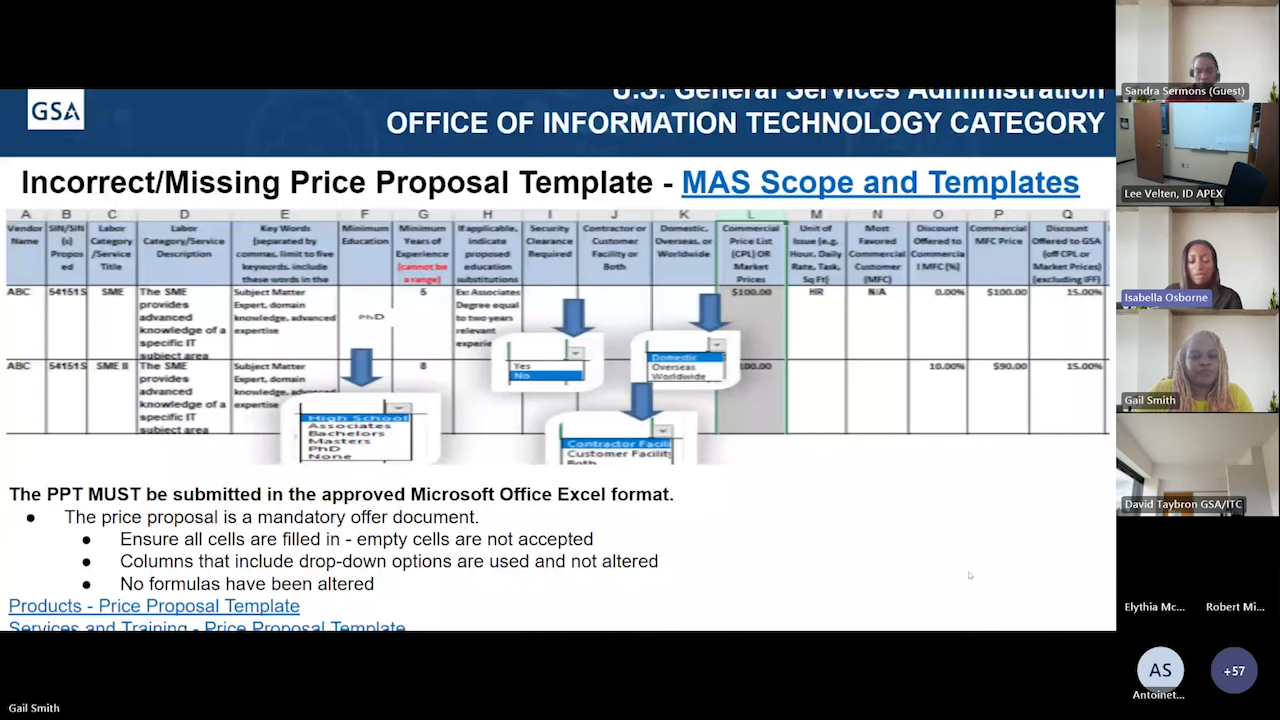 U.S. General Services Administration
GSA
OFFICE OF INFORMATION TECHNOLOGY CATEGORY
Incorrect/Missing Price Proposal Template - MAS Scope and Templates
A B C D E F G H I J K L M N O P Q
Vendor Name
SIN/SIN (s) Propos ed
Labor Category /Service Title
Labor Category/Service Description
Key Words (separated by commas, limit to five keywords. include these words in the
Minimum Education
Minimum Years of Experience (cannot be a range)
If applicable, indicate proposed education substitutions
Security Clearance Required
Contractor or Customer Facility or Both
Domestic, Overseas, or Worldwide
Commercial Price List (CPL) OR Market Prices
Unit of Issue (e.g. Hour, Daily Rate, Task, Sq Ft)
Most Favored Commercial Customer (MFC)
Discount Offered to Commercia l MFC (%)
Commercial MFC Price
Discount Offered to GSA (off CPL or Market Prices) (excluding IFF)
ABC 54151S SME
The SME provides advanced knowledge of a specific IT subject area
Subject Matter Expert, domain knowledge, advanced expertise
PhD
5
Ex: Associates Degree equal to two years relevant experie
$100.00 HR N/A 0.00% $100.00 15.00%
Yes
No
Domestic
Overseas
Worldwide
ABC 54151S SME II
The SME provides advanced knowledge of a specific IT subject area
Subject Matter Expert, domain knowledge, advanced expertise
8
00.00 10.00% $90.00 15.00%
High School
Associates
Bachelors
Masters
PhD
None
Contractor Facili
Customer Facility
Both
The PPT MUST be submitted in the approved Microsoft Office Excel format.
● The price proposal is a mandatory offer document.
● Ensure all cells are filled in - empty cells are not accepted
● Columns that include drop-down options are used and not altered
● No formulas have been altered
Products - Price Proposal Template
Services and Training - Price Proposal Template
Sandra Sermons (Guest)
Lee Velten, ID APEX
Isabella Osborne
Gail Smith
David Taybron GSA/ITC
Elythia Mc... Robert Mi...
AS +57
Antoinet...
Gail Smith